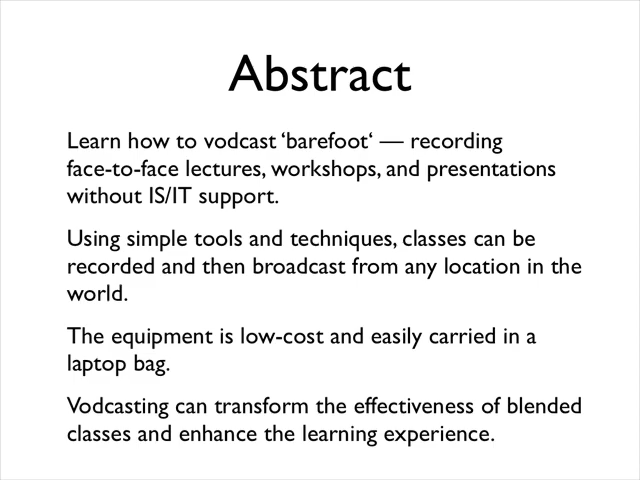 Abstract
Learn how to vodcast ‘barefoot‘ — recording
face-to-face lectures, workshops, and presentations
without IS/IT support.
Using simple tools and techniques, classes can be
recorded and then broadcast from any location in the
world.
The equipment is low-cost and easily carried in a
laptop bag.
Vodcasting can transform the effectiveness of blended
classes and enhance the learning experience.